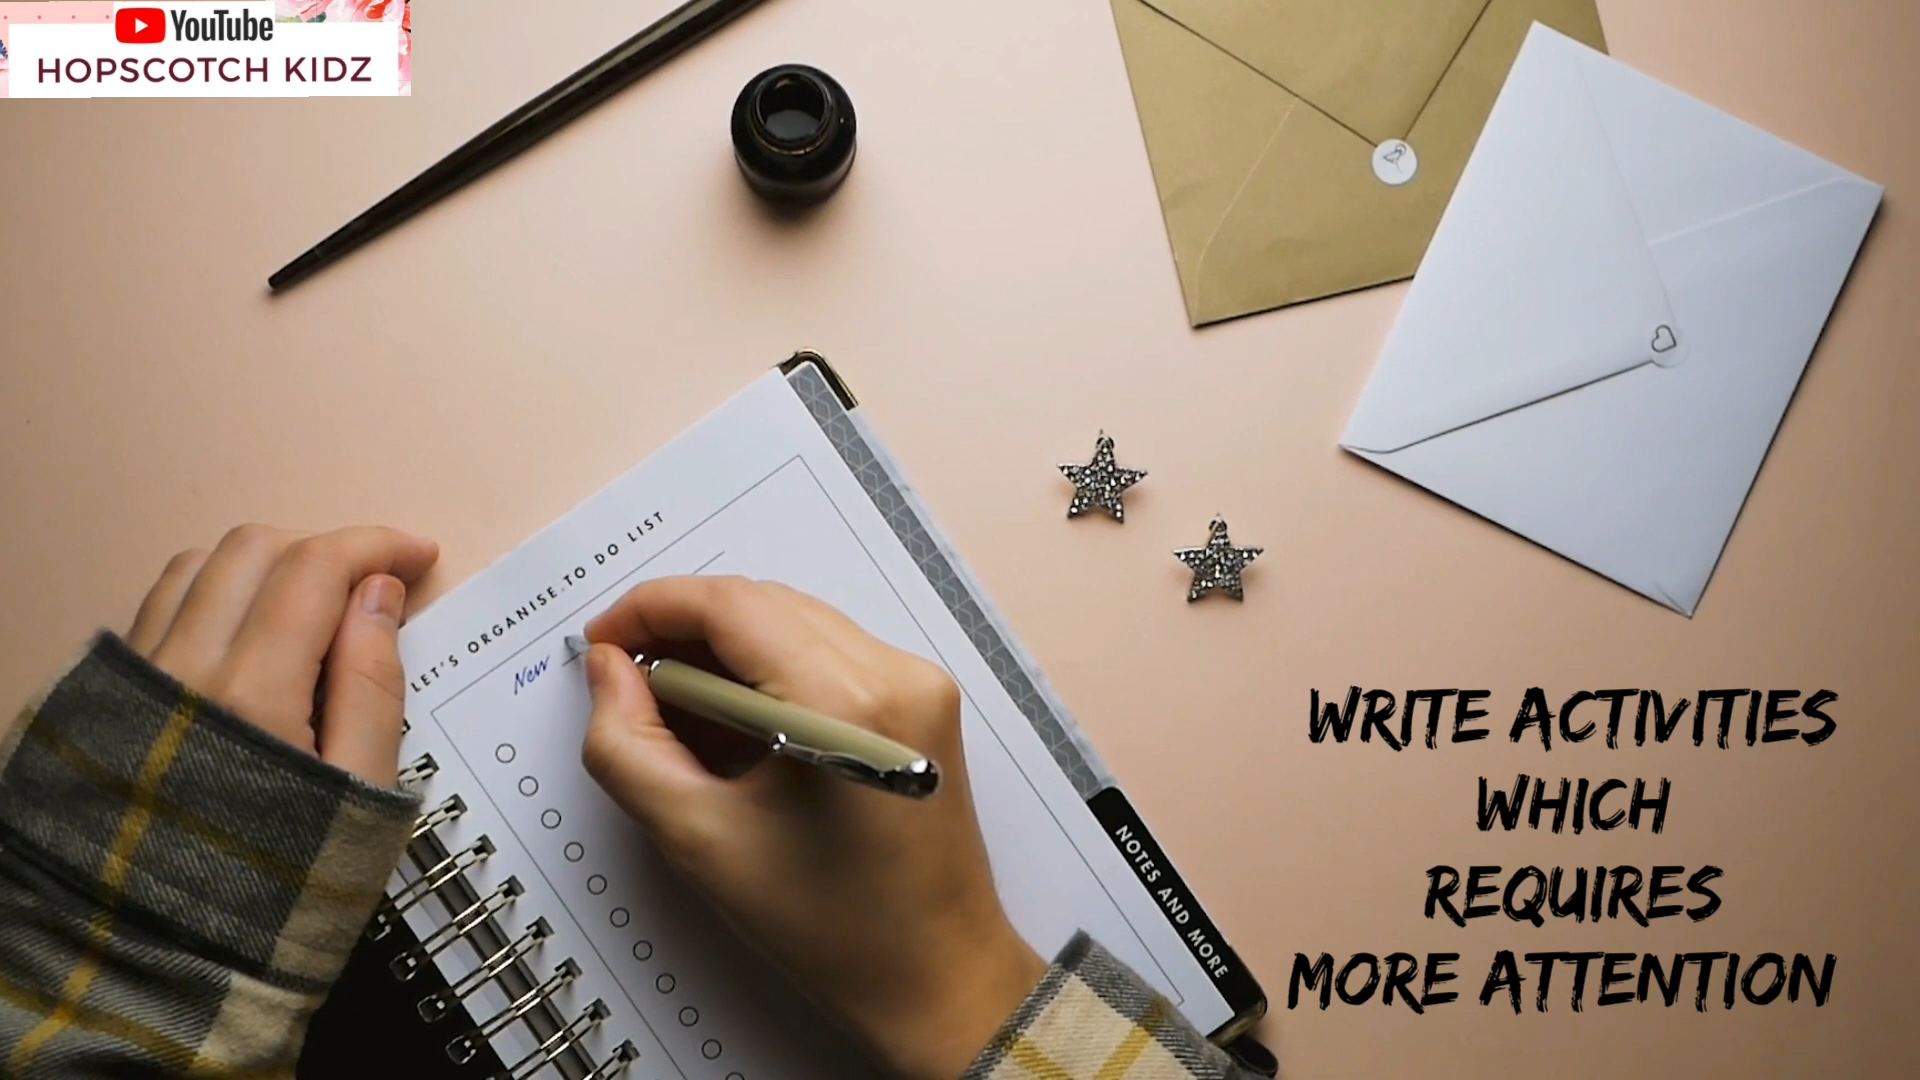 YouTube
HOPSCOTCH KIDZ
LET'S ORGANISE.TO DO LIST
New
NOTES AND MORE
WRITE ACTIVITIES
WHICH
REQUIRES
MORE ATTENTION